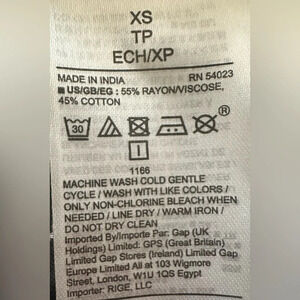 XS
TP
ECH/XP
MADE IN INDIA RN 54023
■ US/GB/EG : 55% RAYON/VISCOSE,
45% COTTON
30
®
1166
MACHINE WASH COLD GENTLE
CYCLE / WASH WITH LIKE COLORS /
ONLY NON-CHLORINE BLEACH WHEN
NEEDED / LINE DRY / WARM IRON /
DO NOT DRY CLEAN
Imported By/Importe Par: Gap (UK
Holdings) Limited: GPS (Great Britain)
Limited Gap Stores (Ireland) Limited Gap
Europe Limited All at 103 Wigmore
Street, London. W1U 1QS Egypt
Importer: RIGE, LLC